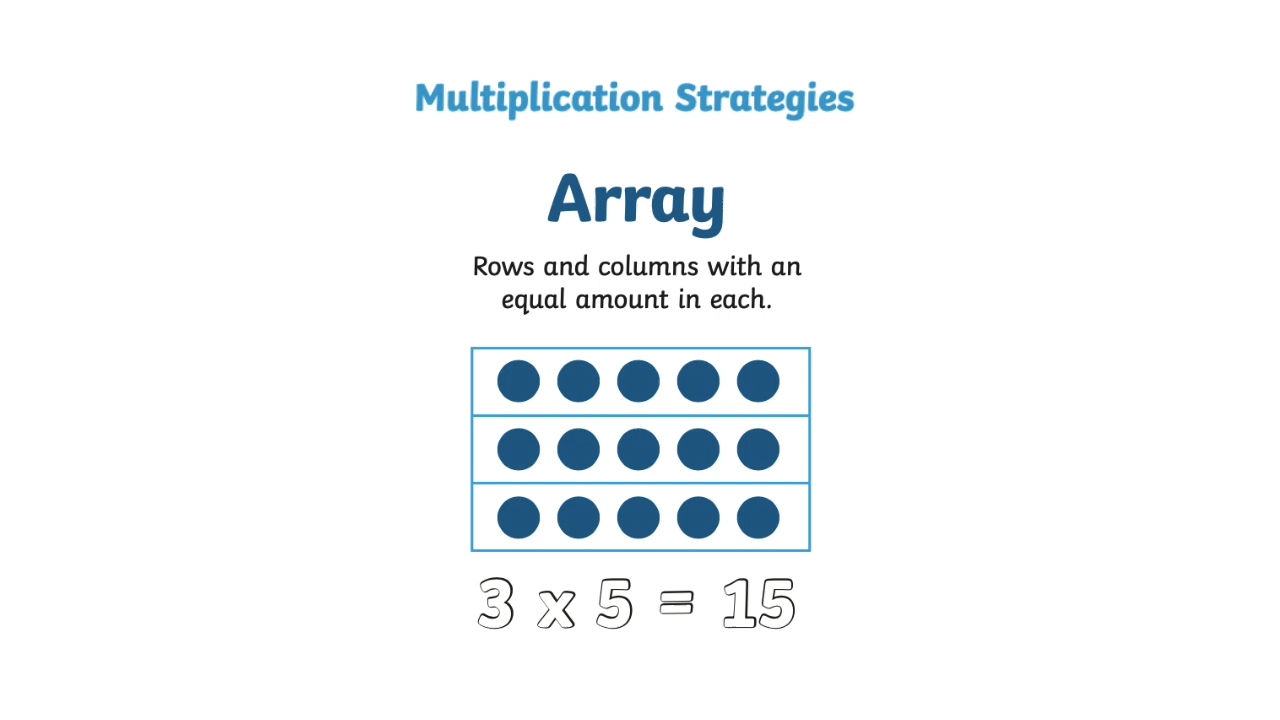 Multiplication Strategies
Array
Rows and columns with an
equal amount in each.
3 x 5 = 15